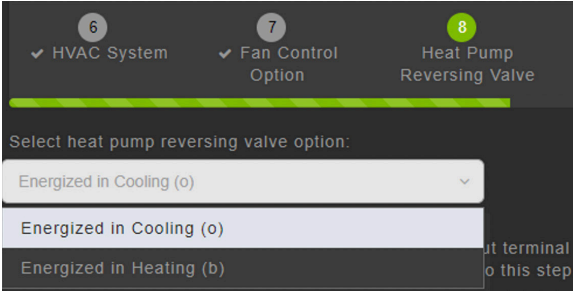 6
7
8
✔ HVAC System
✔ Fan Control
Option
Heat Pump
Reversing Valve
Select heat pump reversing valve option:
Energized in Cooling (o)
Energized in Cooling (o)
Energized in Heating (b)
terminal
this step